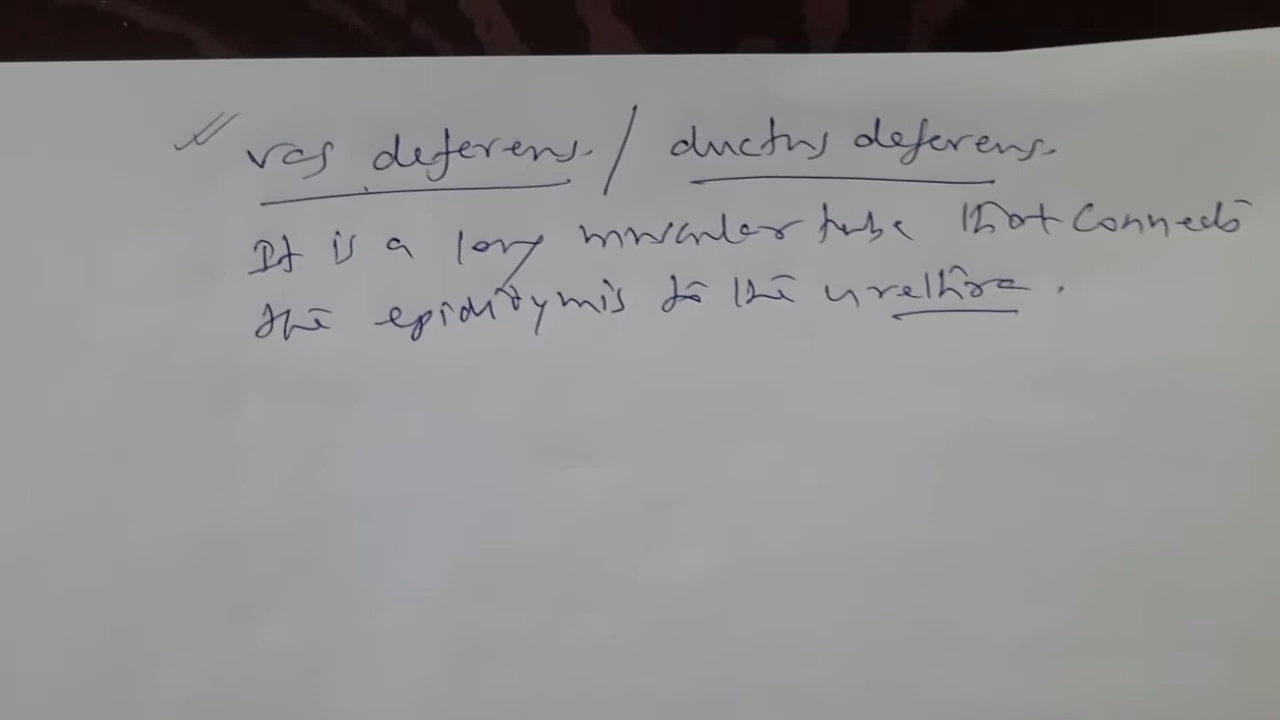 vas deferens. / ductus deferens.
It is a long muscular tube that connects
the epididymis to the urethra.